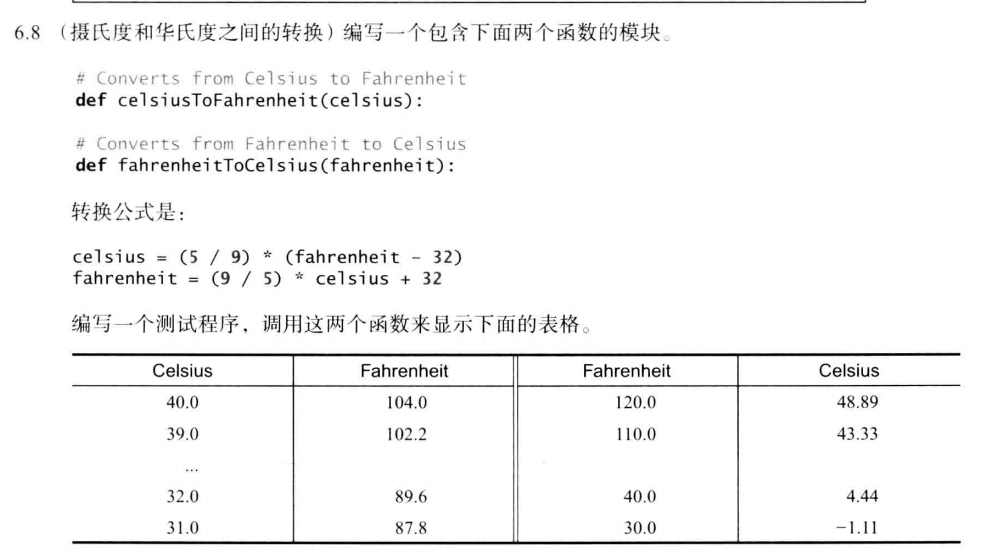 6.8 （摄氏度和华氏度之间的转换）编写一个包含下面两个函数的模块。
# Converts from Celsius to Fahrenheit
def celsiusToFahrenheit(celsius):
# Converts from Fahrenheit to Celsius
def fahrenheitToCelsius(fahrenheit):
转换公式是：
celsius = (5 / 9) * (fahrenheit - 32)
fahrenheit = (9 / 5) * celsius + 32
编写一个测试程序，调用这两个函数来显示下面的表格。
Celsius Fahrenheit Fahrenheit Celsius
40.0 104.0 120.0 48.89
39.0 102.2 110.0 43.33
...
32.0 89.6 40.0 4.44
31.0 87.8 30.0 −1.11